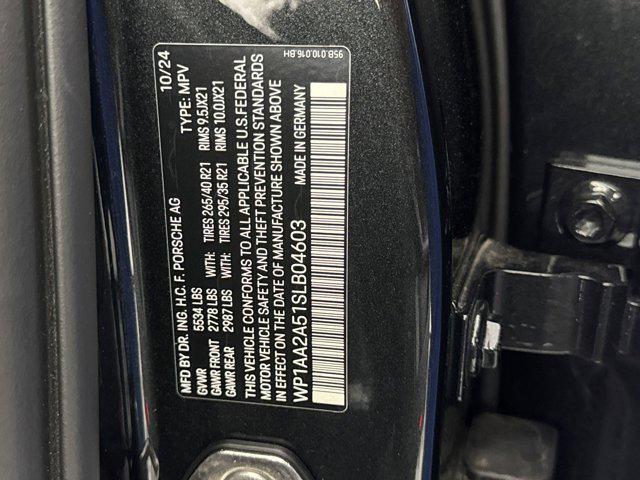 MFD BY DR. ING. H.C. F. PORSCHE AG 10/24
GVWR 5534 LBS TYPE: MPV
GAWR FRONT 2778 LBS WITH: TIRES 265/40 R21 RIMS 9.5JX21
GAWR REAR 2987 LBS WITH: TIRES 295/35 R21 RIMS 10.0JX21
THIS VEHICLE CONFORMS TO ALL APPLICABLE U.S.FEDERAL
MOTOR VEHICLE SAFETY AND THEFT PREVENTION STANDARDS
IN EFFECT ON THE DATE OF MANUFACTURE SHOWN ABOVE
WP1AA2A51SLB04603 MADE IN GERMANY
95B.010.016.BH